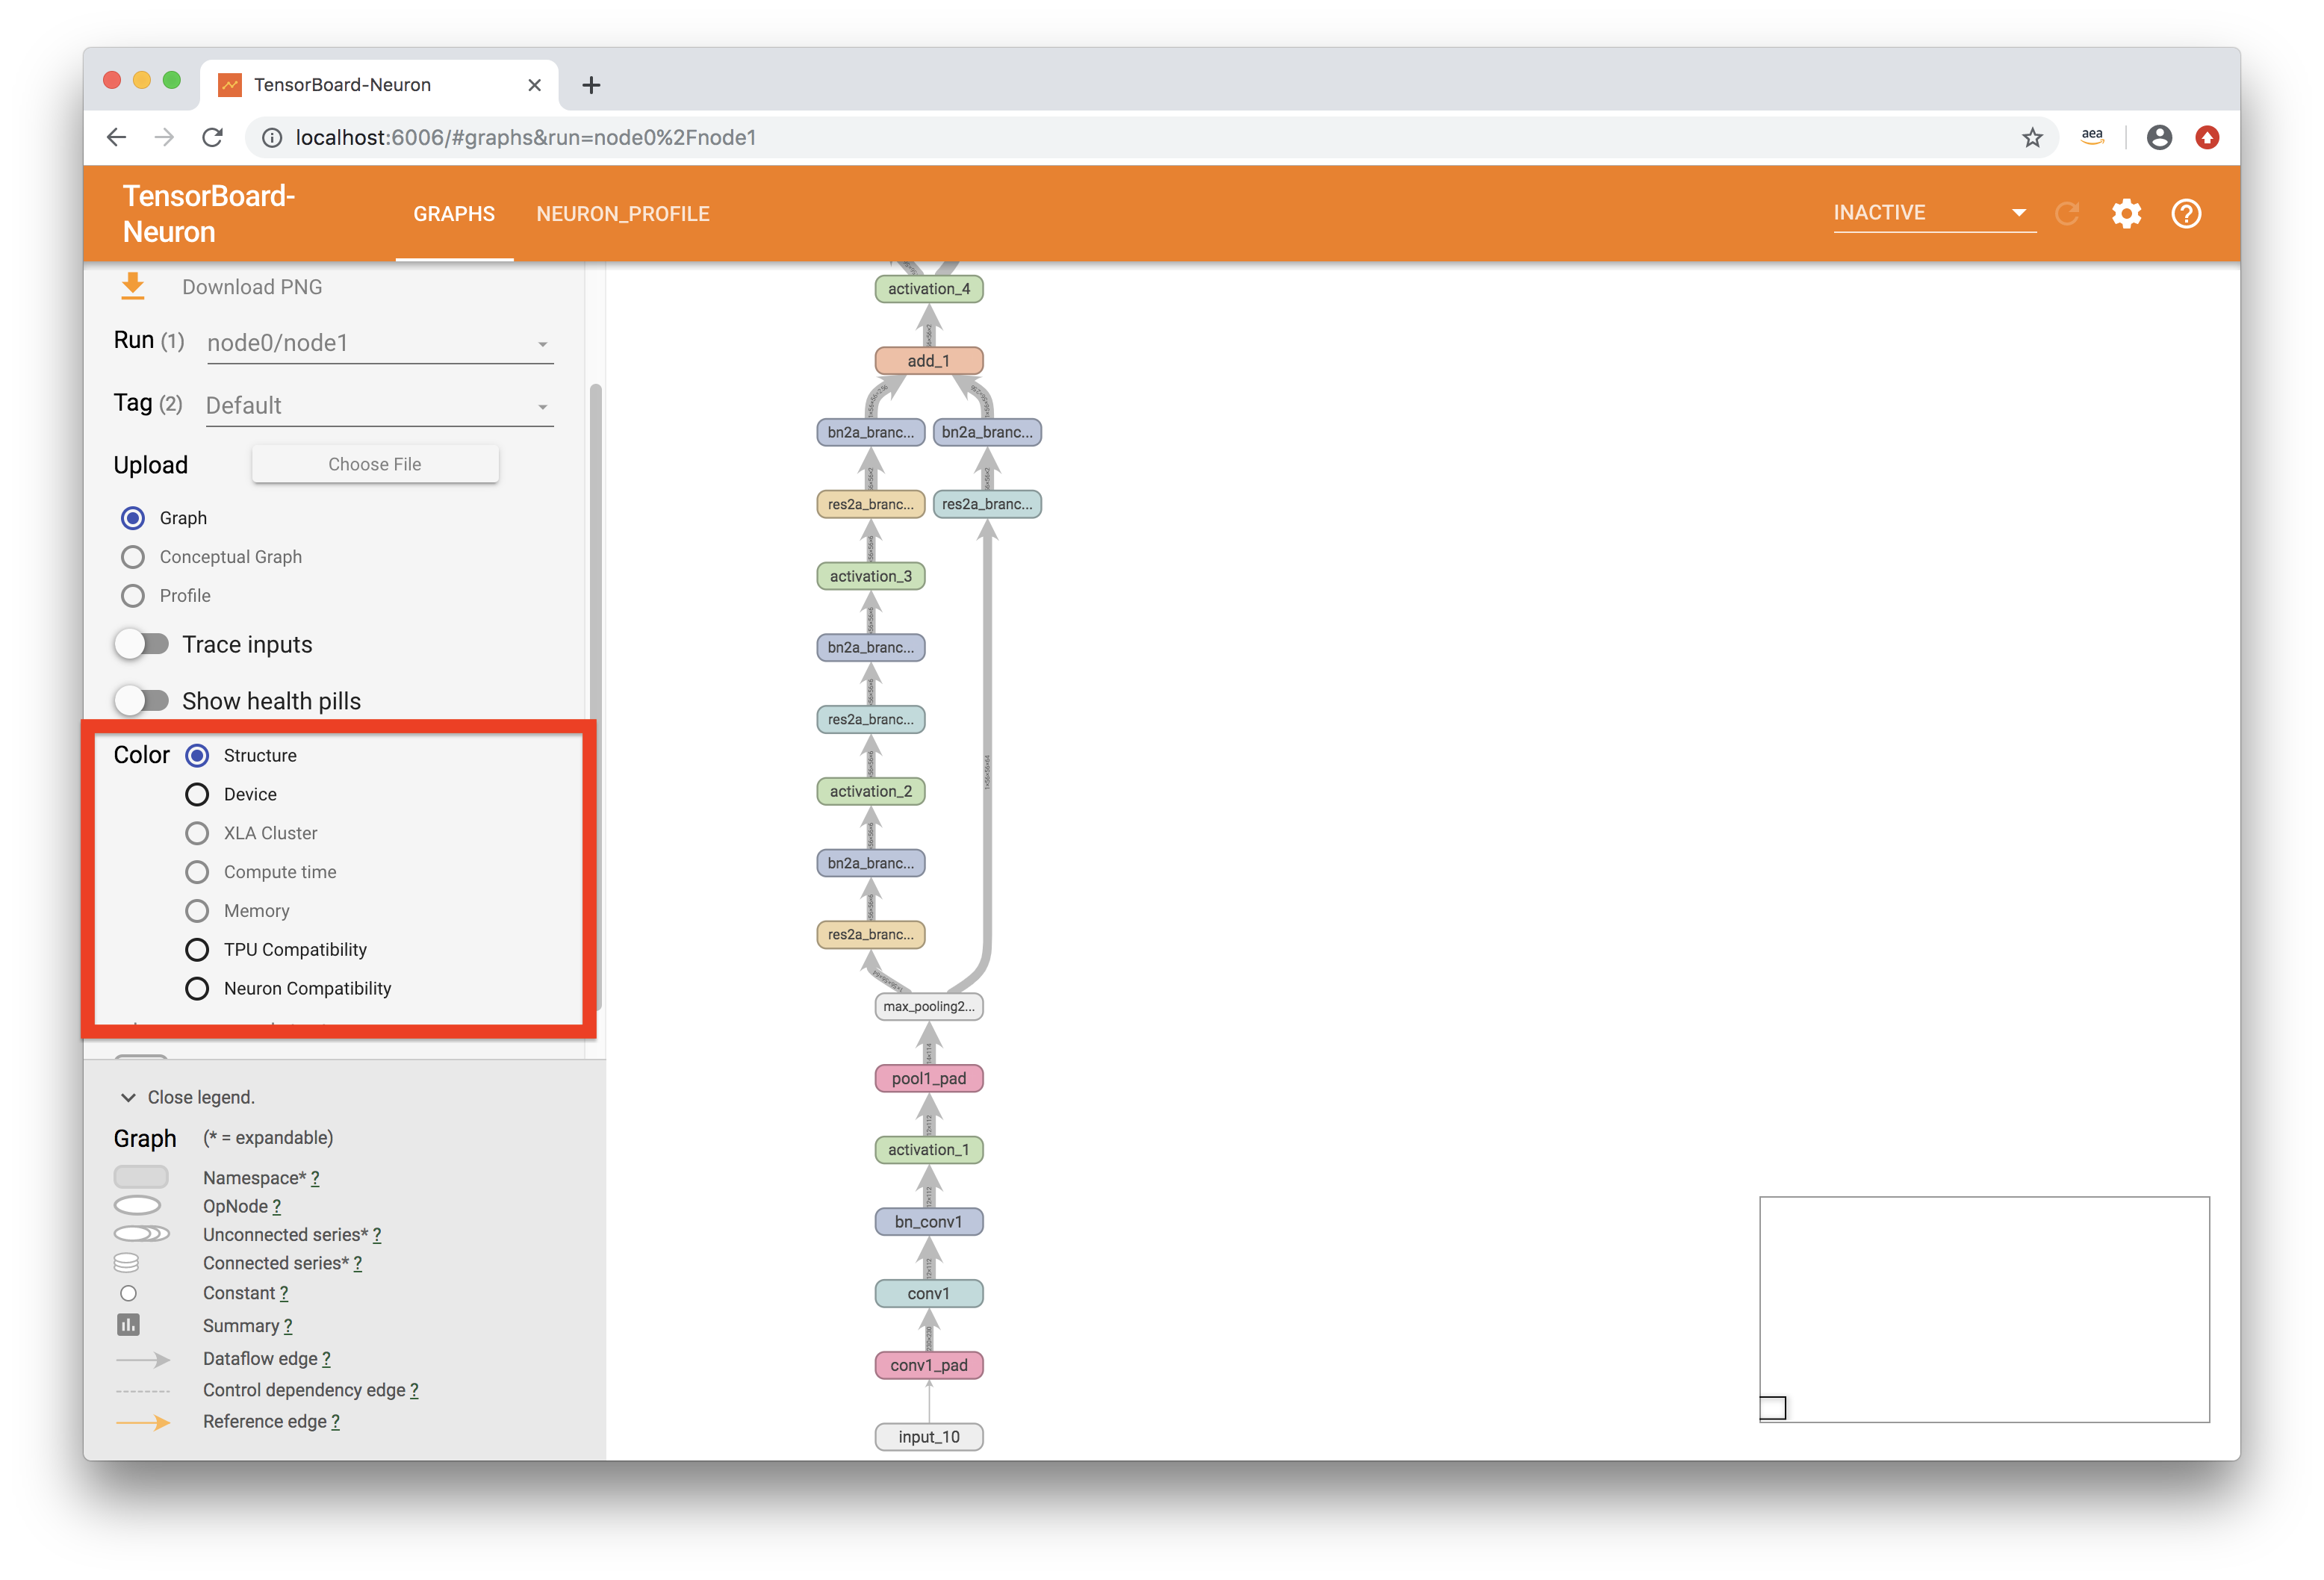 TensorBoard-Neuron
localhost:6006/#graphs&run=node0%2Fnode1
aea
TensorBoard-
Neuron
GRAPHS
NEURON_PROFILE
INACTIVE
Download PNG
Run (1) node0/node1
Tag (2) Default
Upload Choose File
Graph
Conceptual Graph
Profile
Trace inputs
Show health pills
Color Structure
Device
XLA Cluster
Compute time
Memory
TPU Compatibility
Neuron Compatibility
Close legend.
Graph (* = expandable)
Namespace* ?
OpNode ?
Unconnected series* ?
Connected series* ?
Constant ?
Summary ?
Dataflow edge ?
Control dependency edge ?
Reference edge ?
activation_4
add_1
bn2a_branc... bn2a_branc...
res2a_branc... res2a_branc...
activation_3
bn2a_branc...
res2a_branc...
activation_2
bn2a_branc...
res2a_branc...
1×56×56×64
max_pooling2...
pool1_pad
activation_1
bn_conv1
conv1
conv1_pad
input_10